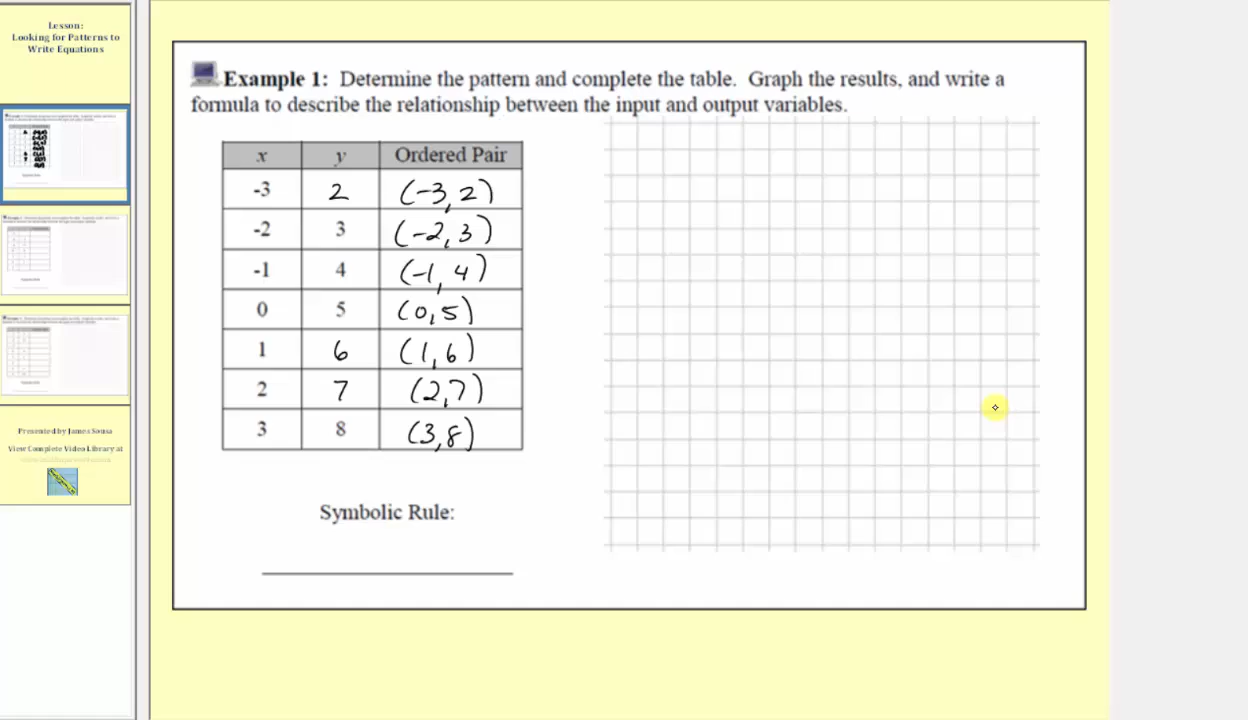 Lesson:
Looking for Patterns to
Write Equations
Presented by James Sousa
View Complete Video Library at
Example 1: Determine the pattern and complete the table. Graph the results, and write a
formula to describe the relationship between the input and output variables.
x y Ordered Pair
-3 2 (-3, 2)
-2 3 (-2, 3)
-1 4 (-1, 4)
0 5 (0, 5)
1 6 (1, 6)
2 7 (2, 7)
3 8 (3, 8)
Symbolic Rule: